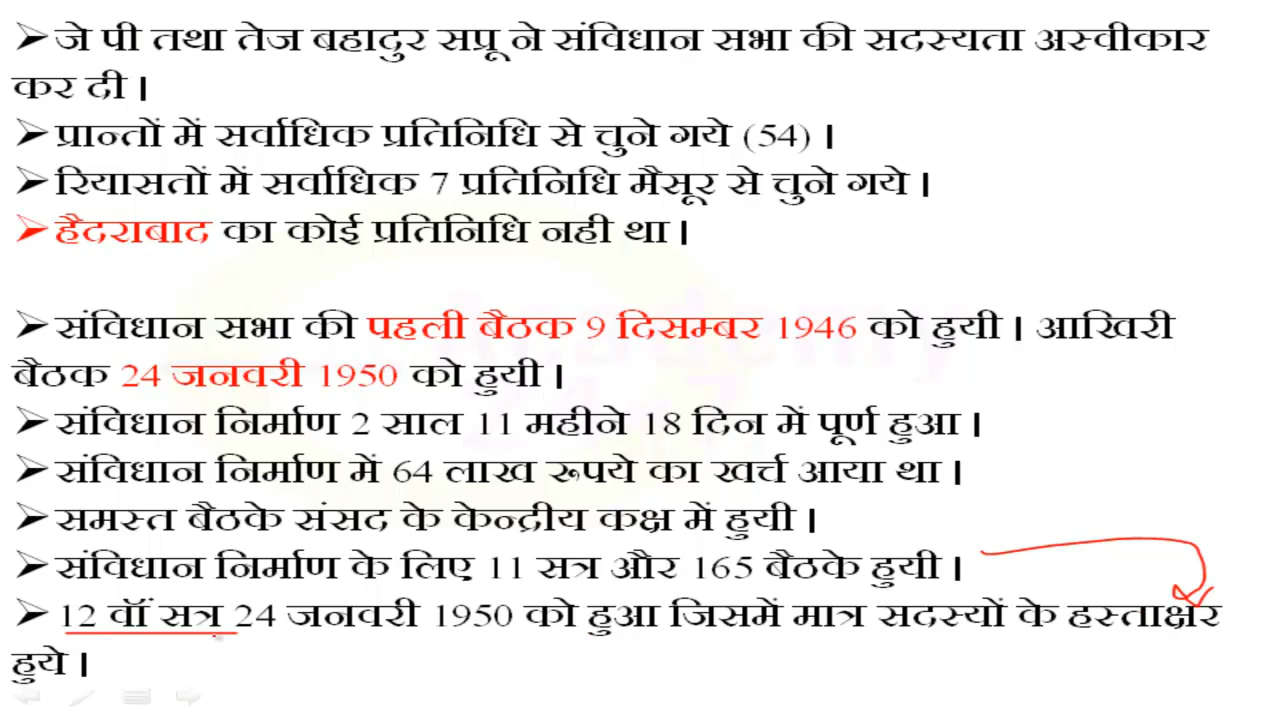 ➢जे पी तथा तेज बहादुर सप्रू ने संविधान सभा की सदस्यता अस्वीकार
कर दी।
➢प्रान्तों में सर्वाधिक प्रतिनिधि से चुने गये (54)।
➢रियासतों में सर्वाधिक 7 प्रतिनिधि मैसूर से चुने गये।
➢हैदराबाद का कोई प्रतिनिधि नही था।
➢संविधान सभा की पहली बैठक 9 दिसम्बर 1946 को हुयी। आखिरी
बैठक 24 जनवरी 1950 को हुयी।
➢संविधान निर्माण 2 साल 11 महीने 18 दिन में पूर्ण हुआ।
➢संविधान निर्माण में 64 लाख रूपये का खर्च आया था।
➢समस्त बैठके संसद के केन्द्रीय कक्ष में हुयी।
➢संविधान निर्माण के लिए 11 सत्र और 165 बैठके हुयी।
➢12 वॉं सत्र 24 जनवरी 1950 को हुआ जिसमें मात्र सदस्यों के हस्ताक्षर
हुये।